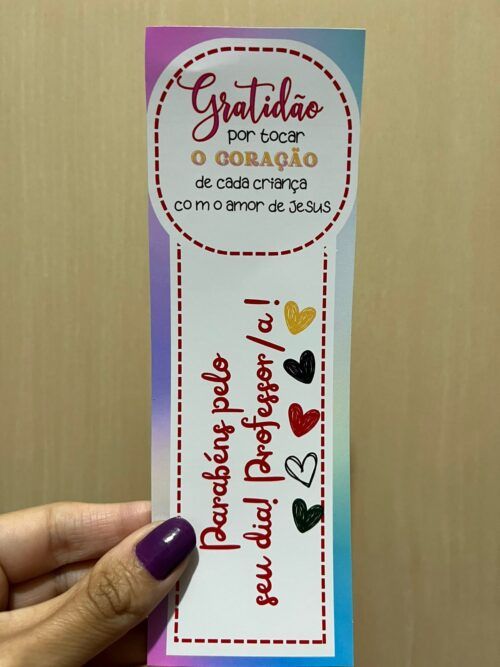 Gratidão
por tocar
O CORAÇÃO
de cada criança
com o amor de Jesus
Parabéns pelo
seu dia! Professor/a!